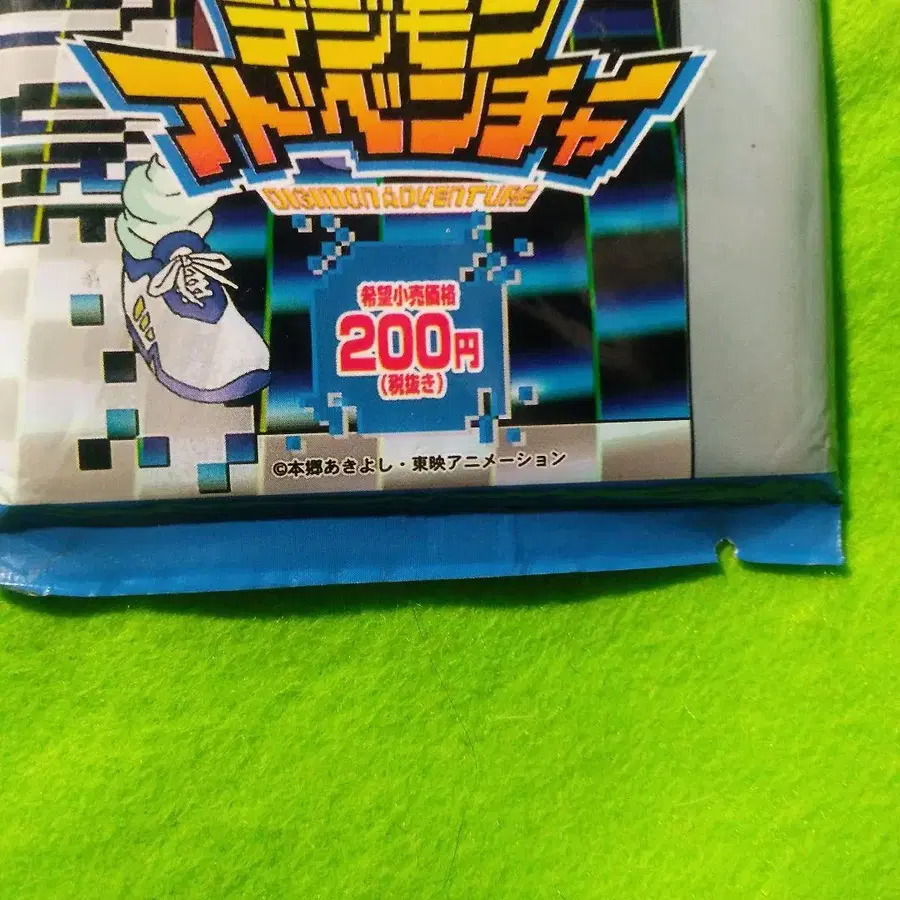 デジモン
アドベンチャー
DIGIMON ADVENTURE
希望小売価格
200円
(税抜き)
©本郷あきよし・東映アニメーション